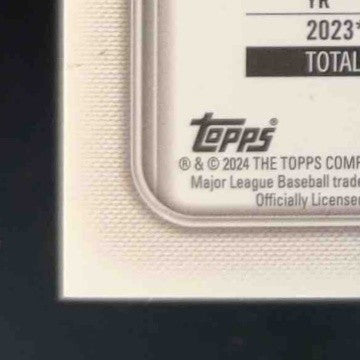 YR
2023*
TOTAL
Topps®
® & © 2024 THE TOPPS COMP
Major League Baseball trade
Officially Licensed